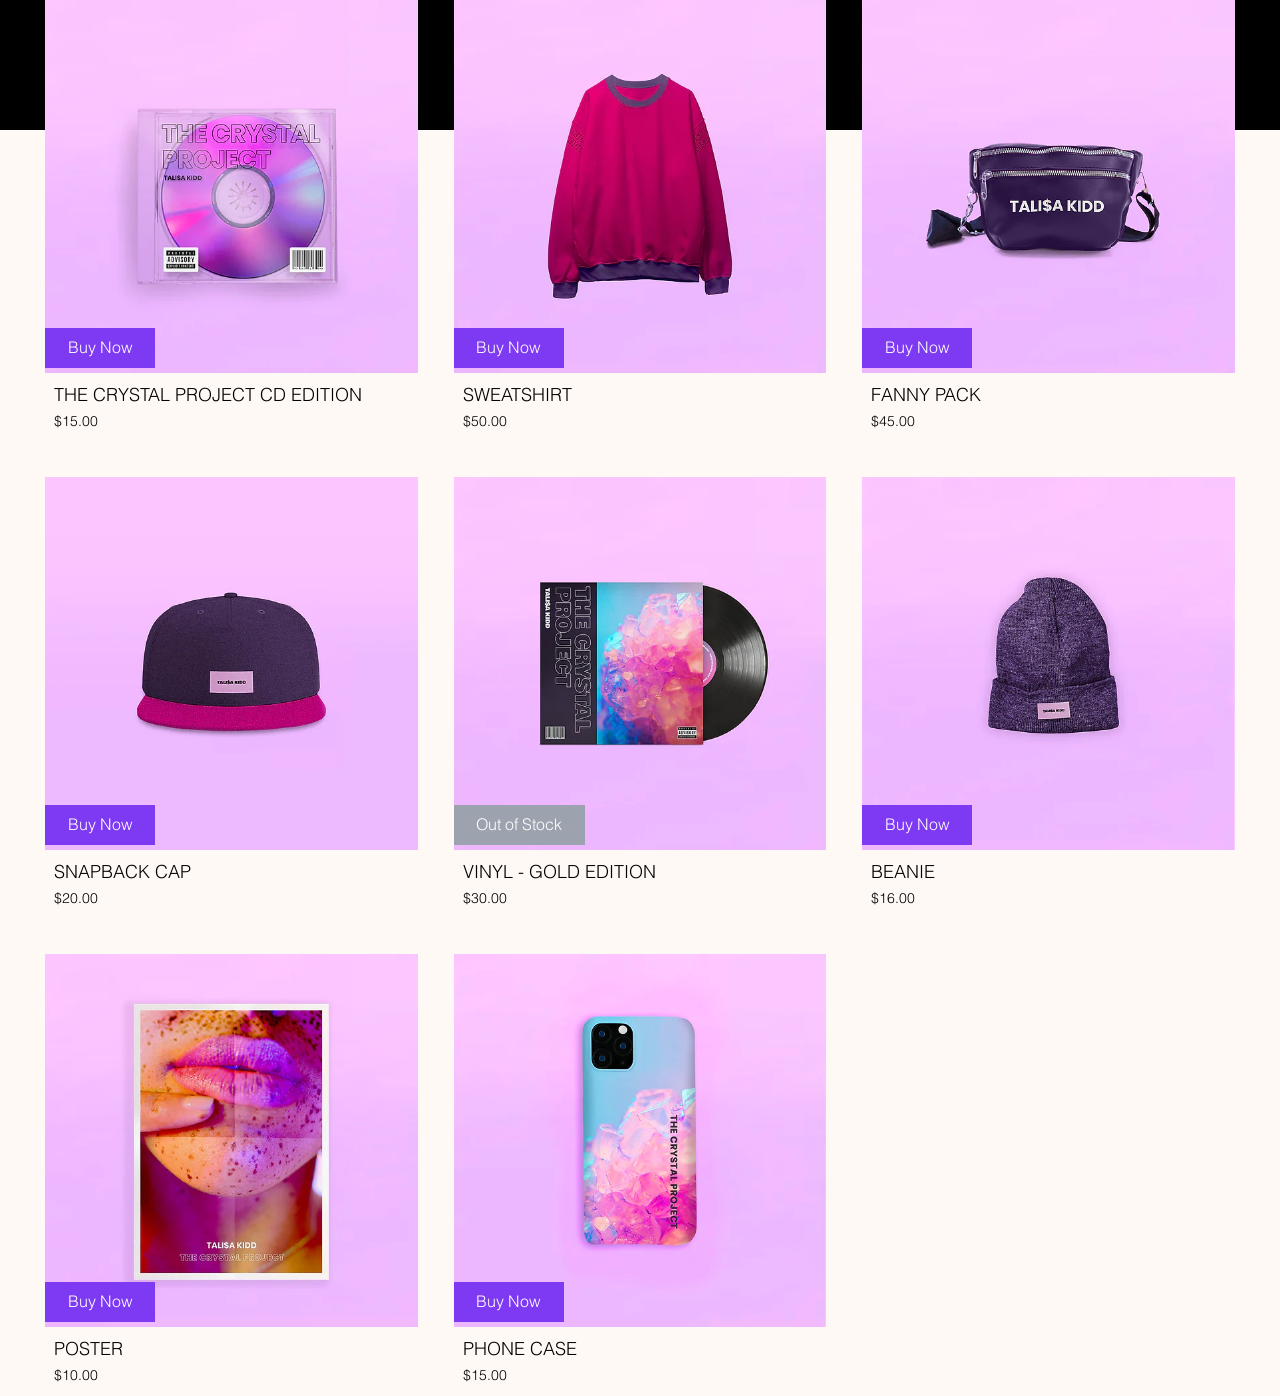 THE CRYSTAL
PROJECT
TALI$A KIDD
ADVISORY
Buy Now
THE CRYSTAL PROJECT CD EDITION
$15.00
Buy Now
SWEATSHIRT
$50.00
TALI$A KIDD
Buy Now
FANNY PACK
$45.00
TALI$A KIDD
Buy Now
SNAPBACK CAP
$20.00
TALI$A KIDD
THE CRYSTAL
PROJECT
ADVISORY
Out of Stock
VINYL - GOLD EDITION
$30.00
TALI$A KIDD
Buy Now
BEANIE
$16.00
TALI$A KIDD
THE CRYSTAL PROJECT
Buy Now
POSTER
$10.00
THE CRYSTAL PROJECT
Buy Now
PHONE CASE
$15.00